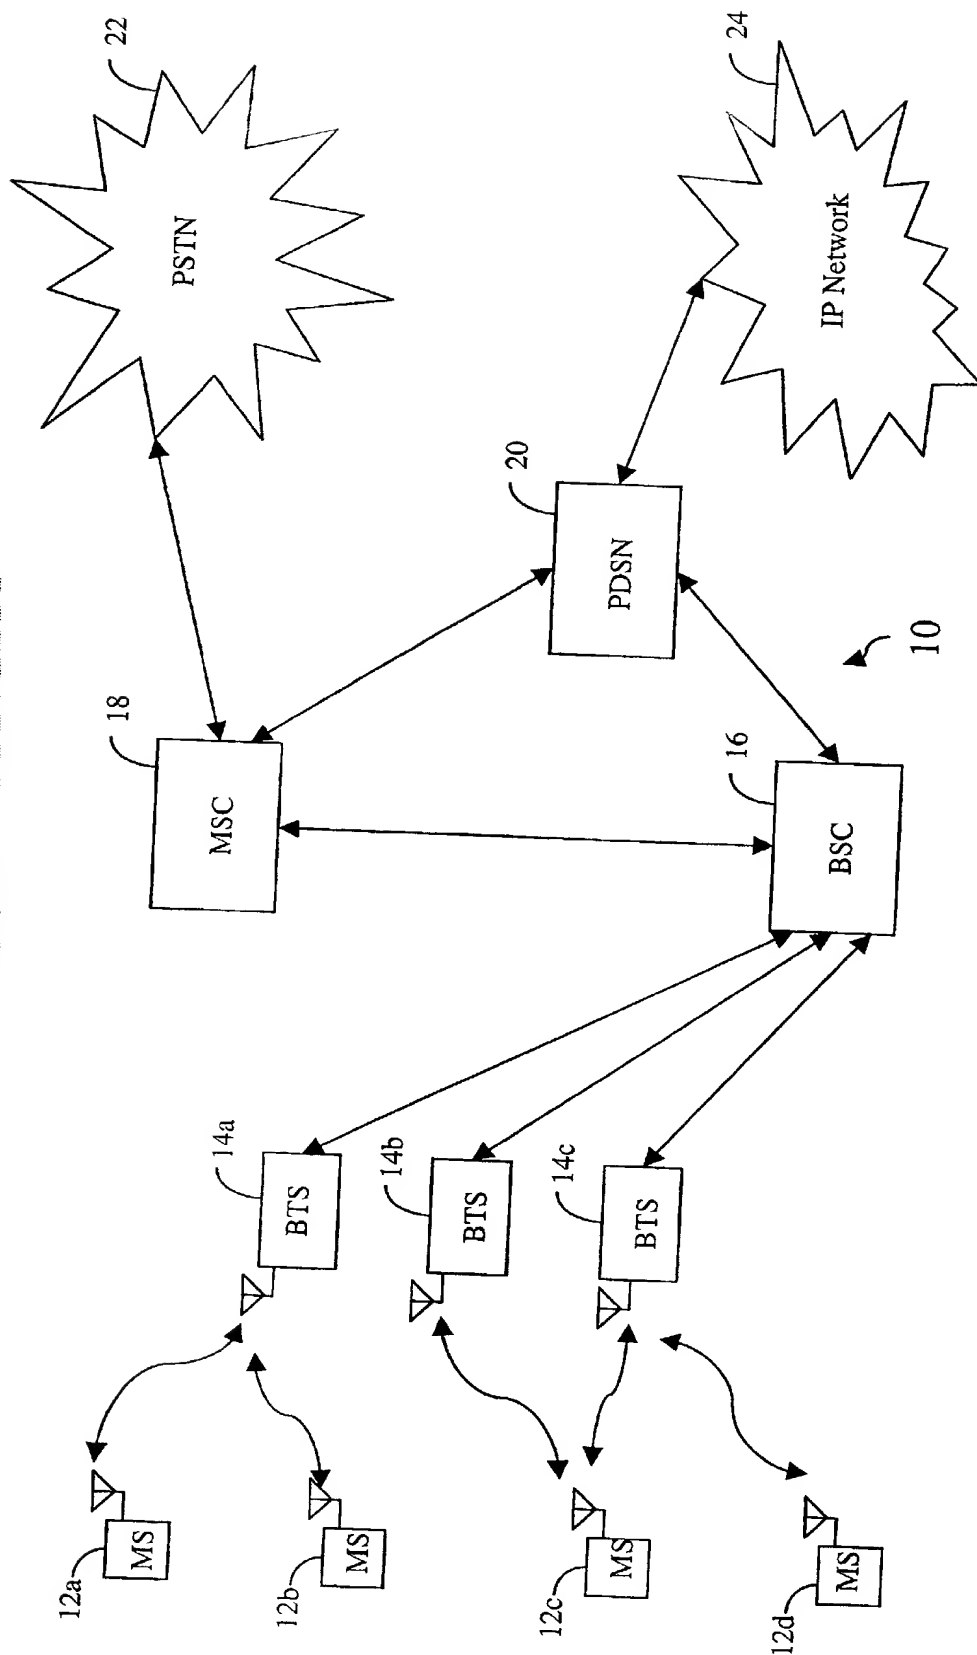 12a
MS
12b
MS
12c
MS
12d
MS
14a
BTS
14b
BTS
14c
BTS
18
MSC
16
BSC
10
20
PDSN
22
PSTN
24
IP Network